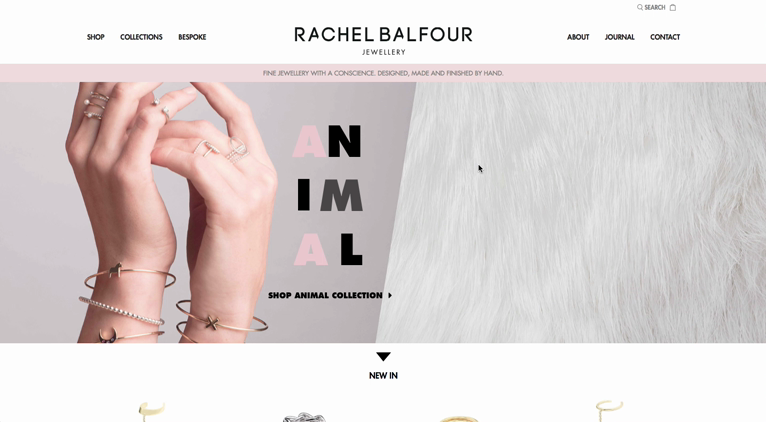 SEARCH
SHOP COLLECTIONS BESPOKE
RACHEL BALFOUR
JEWELLERY
ABOUT JOURNAL CONTACT
FINE JEWELLERY WITH A CONSCIENCE. DESIGNED, MADE AND FINISHED BY HAND.
AN
IM
AL
SHOP ANIMAL COLLECTION
NEW IN